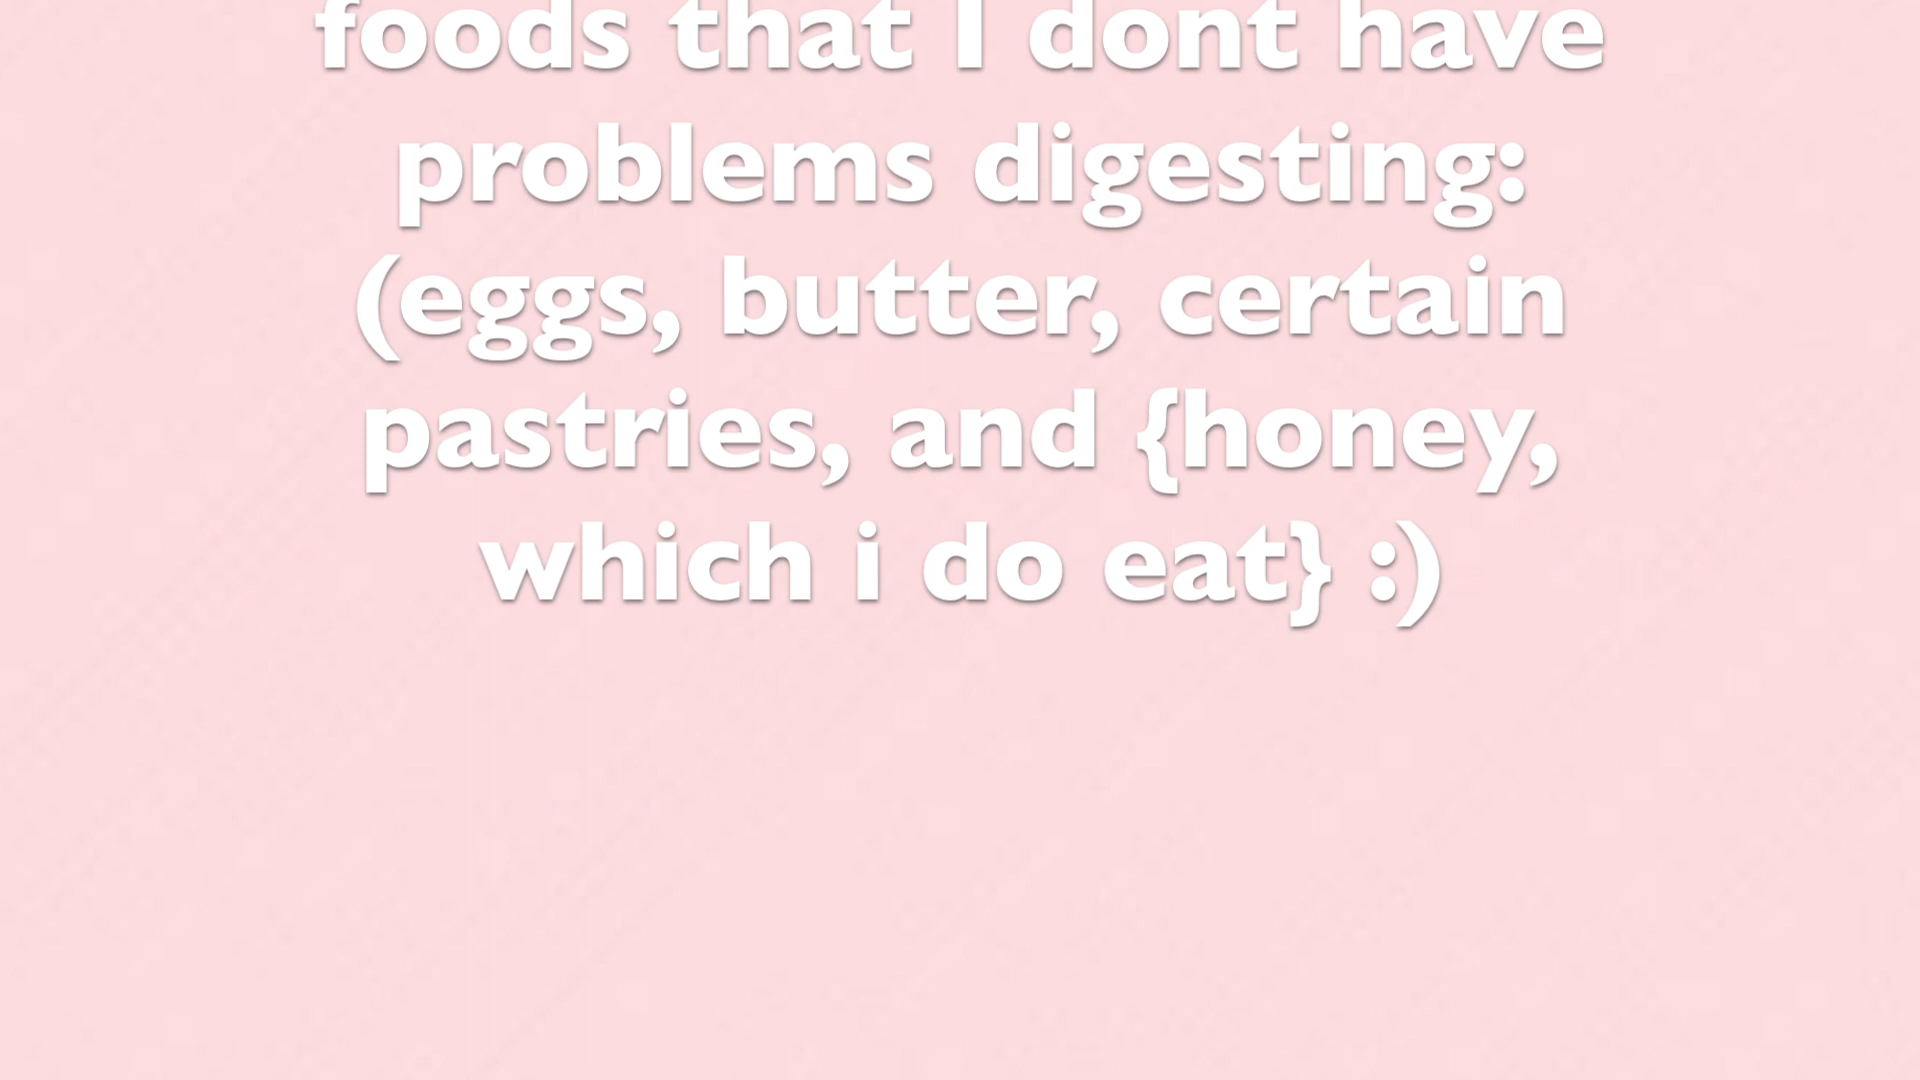 foods that I dont have
problems digesting:
(eggs, butter, certain
pastries, and {honey,
which i do eat} :)